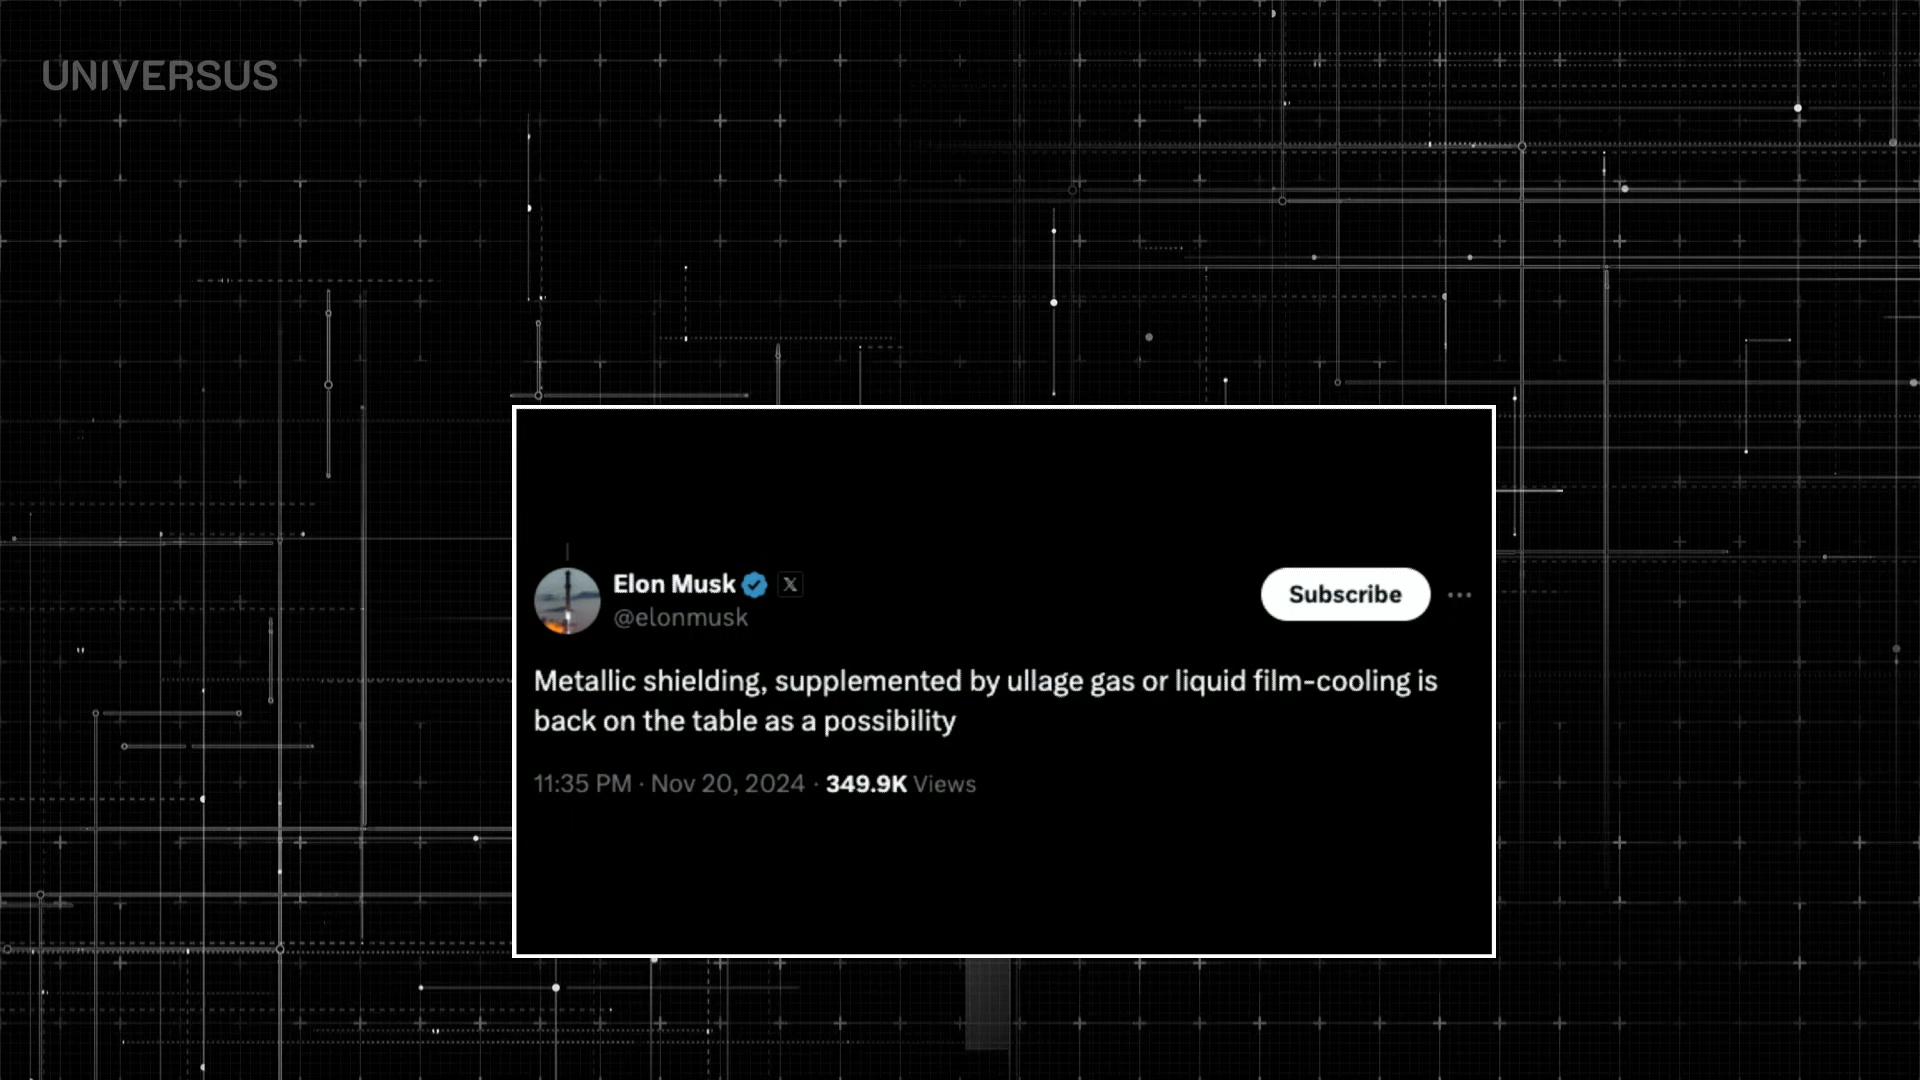 UNIVERSUS
Elon Musk
@elonmusk
Subscribe
Metallic shielding, supplemented by ullage gas or liquid film-cooling is
back on the table as a possibility
11:35 PM · Nov 20, 2024 · 349.9K Views